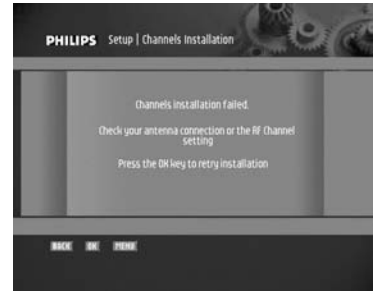 PHILIPS Setup | Channels Installation
Channels installation failed.
Check your antenna connection or the RF Channel
setting
Press the OK key to retry installation
BACK OK MENU